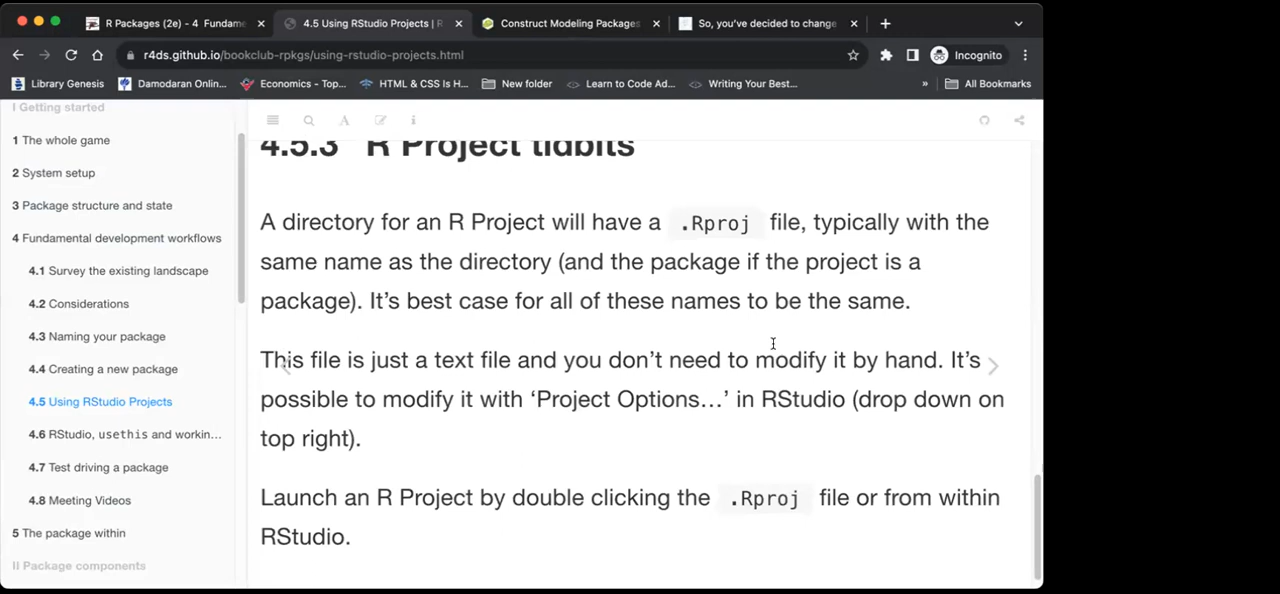 R Packages (2e) - 4 Fundame
4.5 Using RStudio Projects | R
Construct Modeling Packages
So, you've decided to change
r4ds.github.io/bookclub-rpkgs/using-rstudio-projects.html
Incognito
Library Genesis
Damodaran Onlin...
Economics - Top...
HTML & CSS Is H...
New folder
Learn to Code Ad...
Writing Your Best...
»
All Bookmarks
I Getting started
1 The whole game
2 System setup
3 Package structure and state
4 Fundamental development workflows
4.1 Survey the existing landscape
4.2 Considerations
4.3 Naming your package
4.4 Creating a new package
4.5 Using RStudio Projects
4.6 RStudio, usethis and workin...
4.7 Test driving a package
4.8 Meeting Videos
5 The package within
II Package components
4.5.3 R Project tidbits
A directory for an R Project will have a .Rproj file, typically with the
same name as the directory (and the package if the project is a
package). It's best case for all of these names to be the same.
This file is just a text file and you don't need to modify it by hand. It's
possible to modify it with ‘Project Options...’ in RStudio (drop down on
top right).
Launch an R Project by double clicking the .Rproj file or from within
RStudio.